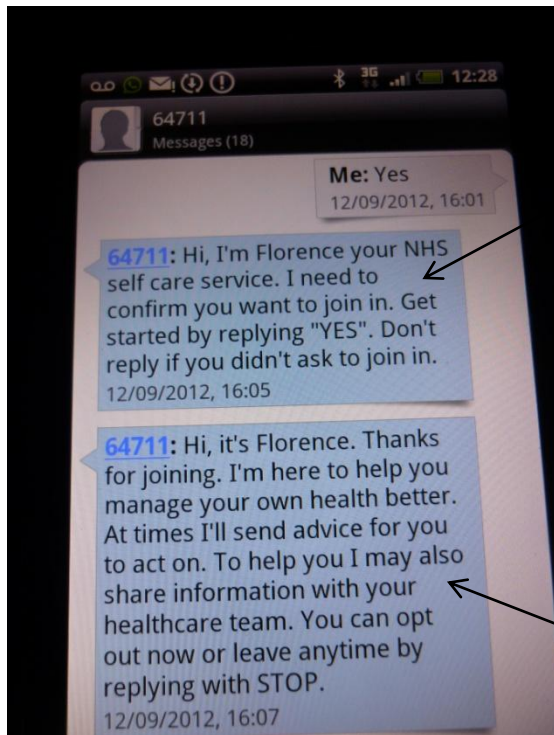 3G
12:28
64711
Messages (18)
Me: Yes
12/09/2012, 16:01
64711: Hi, I'm Florence your NHS
self care service. I need to
confirm you want to join in. Get
started by replying "YES". Don't
reply if you didn't ask to join in.
12/09/2012, 16:05
64711: Hi, it's Florence. Thanks
for joining. I'm here to help you
manage your own health better.
At times I'll send advice for you
to act on. To help you I may also
share information with your
healthcare team. You can opt
out now or leave anytime by
replying with STOP.
12/09/2012, 16:07